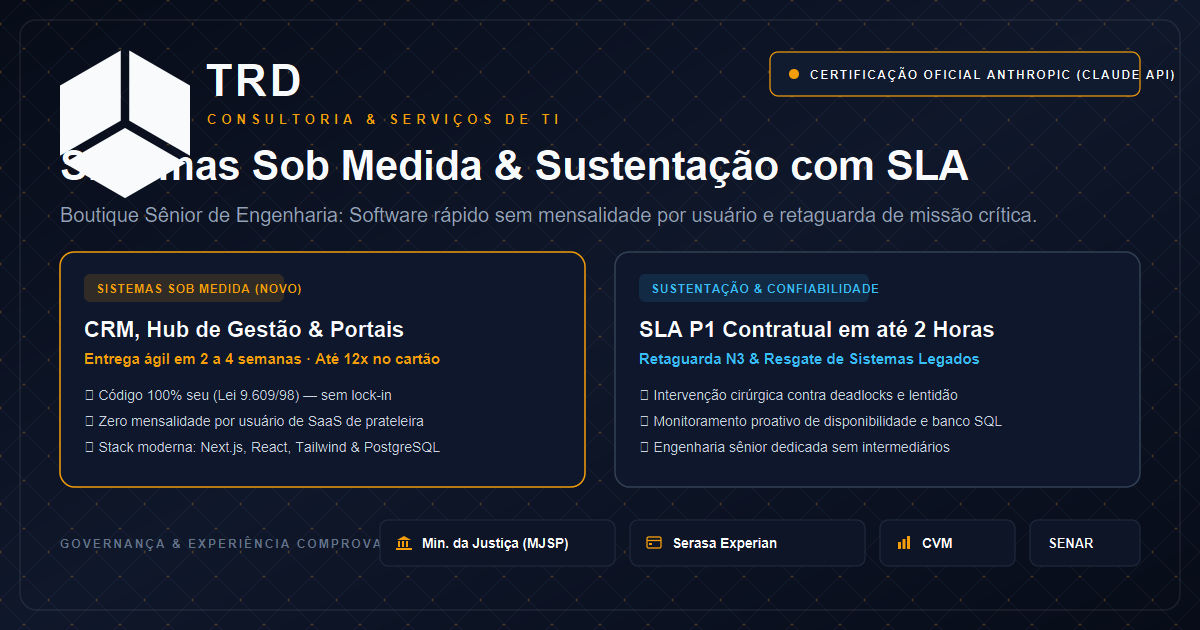 TRD
CONSULTORIA & SERVIÇOS DE TI
CERTIFICAÇÃO OFICIAL ANTHROPIC (CLAUDE API)
Sistemas Sob Medida & Sustentação com SLA
Boutique Sênior de Engenharia: Software rápido sem mensalidade por usuário e retaguarda de missão crítica.
SISTEMAS SOB MEDIDA (NOVO)
CRM, Hub de Gestão & Portais
Entrega ágil em 2 a 4 semanas · Até 12x no cartão
Código 100% seu (Lei 9.609/98) — sem lock-in
Zero mensalidade por usuário de SaaS de prateleira
Stack moderna: Next.js, React, Tailwind & PostgreSQL
SUSTENTAÇÃO & CONFIABILIDADE
SLA P1 Contratual em até 2 Horas
Retaguarda N3 & Resgate de Sistemas Legados
Intervenção cirúrgica contra deadlocks e lentidão
Monitoramento proativo de disponibilidade e banco SQL
Engenharia sênior dedicada sem intermediários
GOVERNANÇA & EXPERIÊNCIA COMPROVA
Min. da Justiça (MJSP)
Serasa Experian
CVM
SENAR